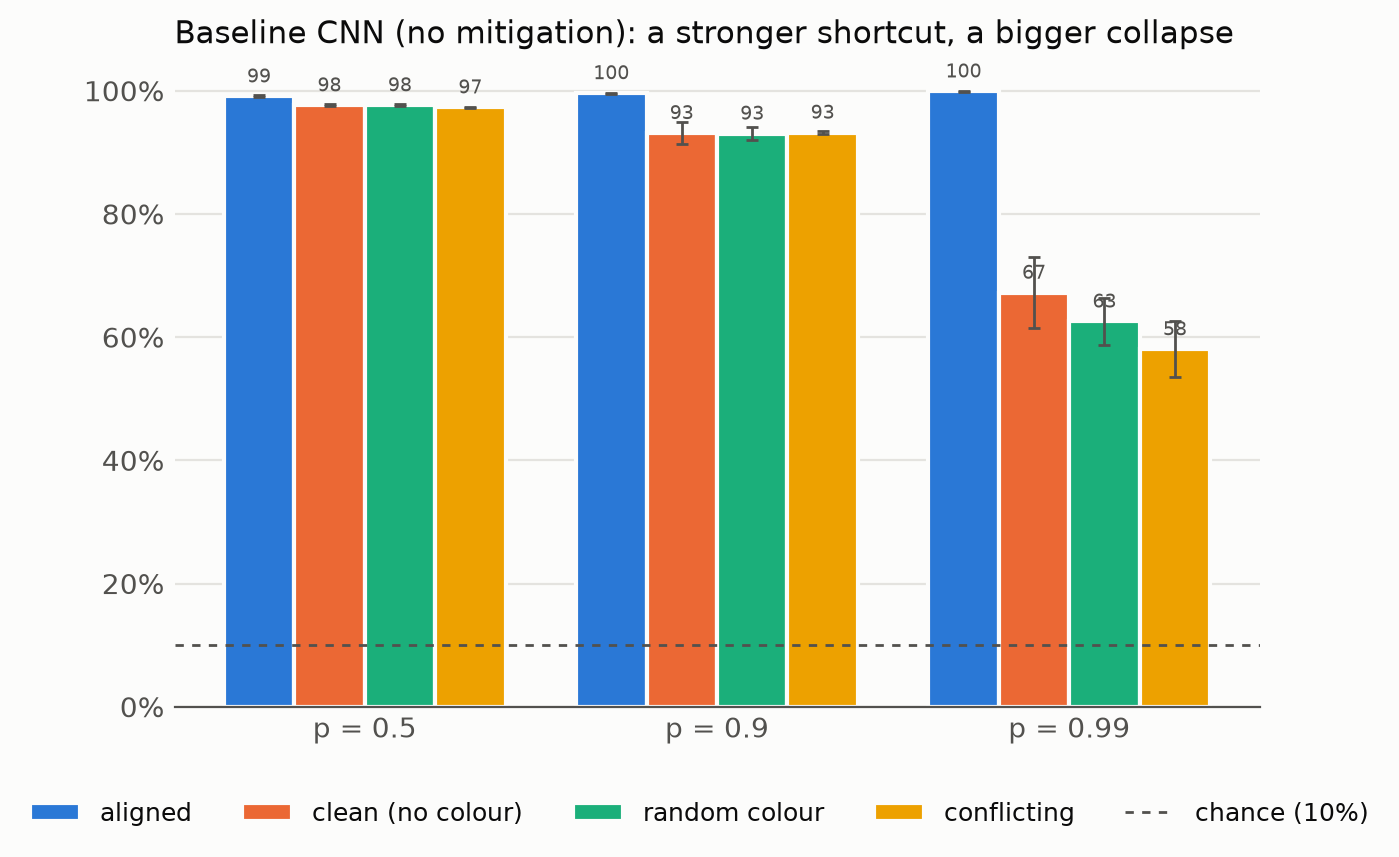 Baseline CNN (no mitigation): a stronger shortcut, a bigger collapse
99 98 98 97 100 93 93 93 100 67 63 58
100%
80%
60%
40%
20%
0%
p = 0.5 p = 0.9 p = 0.99
aligned clean (no colour) random colour conflicting chance (10%)